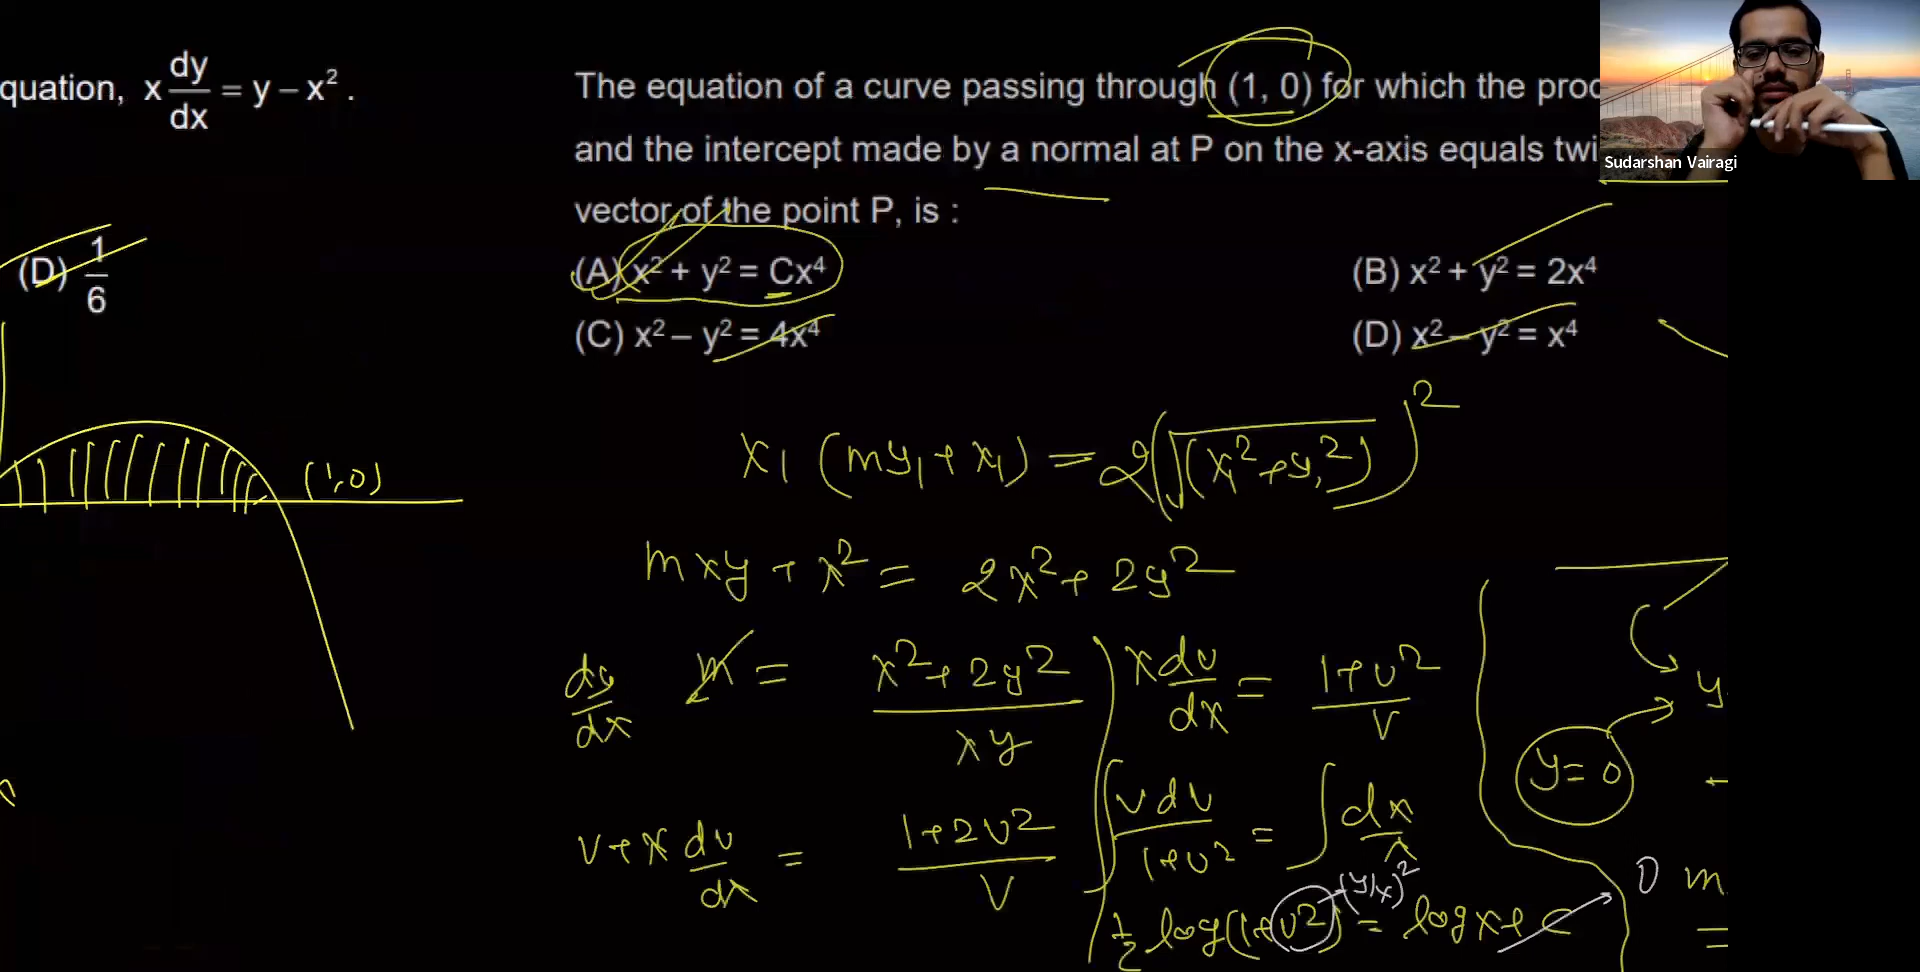 quation, x dy/dx = y – x² .
(D) 1/6
(1,0)
The equation of a curve passing through (1, 0) for which the proc
and the intercept made by a normal at P on the x-axis equals twi
vector of the point P, is :
(A) x² + y² = Cx⁴
(B) x² + y² = 2x⁴
(C) x² – y² = 4x⁴
(D) x² – y² = x⁴
x₁ (my₁ + x₁) = 2(√(x₁² + y₁²))²
mxy + x² = 2x² + 2y²
dy/dx m = x² + 2y² / xy
v + x dv/dx = 1 + 2v² / v
x dv/dx = 1 + v² / v
∫ v dv / 1 + v² = ∫ dx / x
(y/x)²
1/2 log(1 + v²) = log x + c
0
y
y = 0
m
=
Sudarshan Vairagi